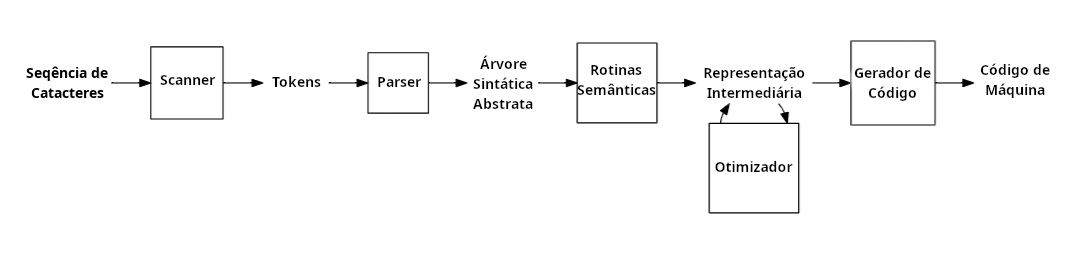 Seqência de
Catacteres
Scanner
Tokens
Parser
Árvore
Sintática
Abstrata
Rotinas
Semânticas
Representação
Intermediária
Otimizador
Gerador de
Código
Código de
Máquina